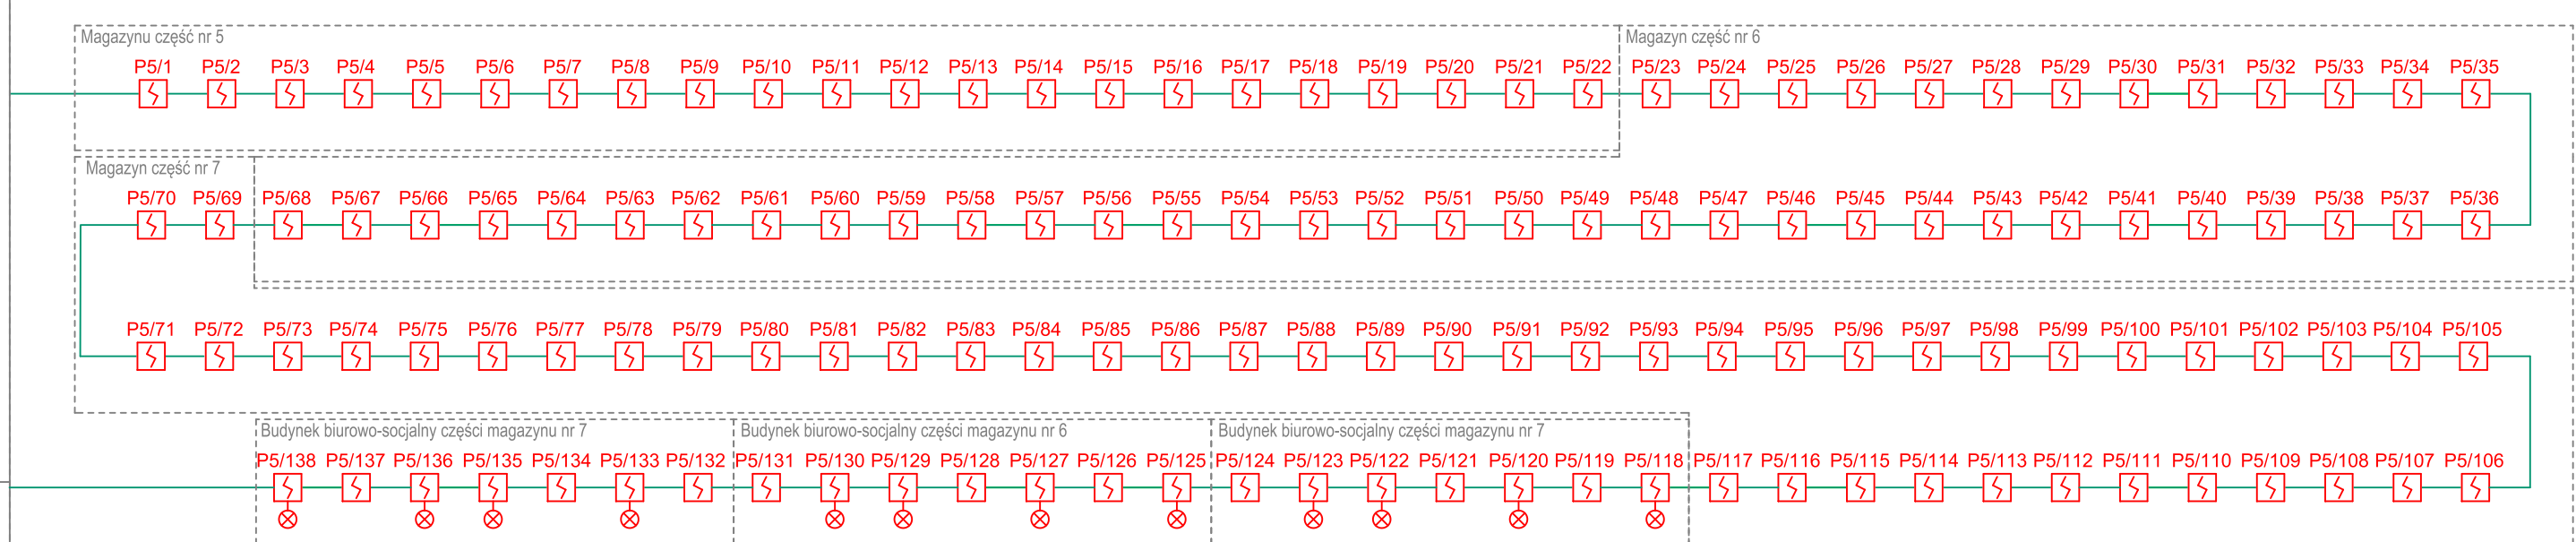 Magazynu część nr 5
Magazyn część nr 6
P5/1 P5/2 P5/3 P5/4 P5/5 P5/6 P5/7 P5/8 P5/9 P5/10 P5/11 P5/12 P5/13 P5/14 P5/15 P5/16 P5/17 P5/18 P5/19 P5/20 P5/21 P5/22 P5/23 P5/24 P5/25 P5/26 P5/27 P5/28 P5/29 P5/30 P5/31 P5/32 P5/33 P5/34 P5/35
Magazyn część nr 7
P5/70 P5/69 P5/68 P5/67 P5/66 P5/65 P5/64 P5/63 P5/62 P5/61 P5/60 P5/59 P5/58 P5/57 P5/56 P5/55 P5/54 P5/53 P5/52 P5/51 P5/50 P5/49 P5/48 P5/47 P5/46 P5/45 P5/44 P5/43 P5/42 P5/41 P5/40 P5/39 P5/38 P5/37 P5/36
P5/71 P5/72 P5/73 P5/74 P5/75 P5/76 P5/77 P5/78 P5/79 P5/80 P5/81 P5/82 P5/83 P5/84 P5/85 P5/86 P5/87 P5/88 P5/89 P5/90 P5/91 P5/92 P5/93 P5/94 P5/95 P5/96 P5/97 P5/98 P5/99 P5/100 P5/101 P5/102 P5/103 P5/104 P5/105
Budynek biurowo-socjalny części magazynu nr 7
Budynek biurowo-socjalny części magazynu nr 6
Budynek biurowo-socjalny części magazynu nr 7
P5/138 P5/137 P5/136 P5/135 P5/134 P5/133 P5/132 P5/131 P5/130 P5/129 P5/128 P5/127 P5/126 P5/125 P5/124 P5/123 P5/122 P5/121 P5/120 P5/119 P5/118 P5/117 P5/116 P5/115 P5/114 P5/113 P5/112 P5/111 P5/110 P5/109 P5/108 P5/107 P5/106